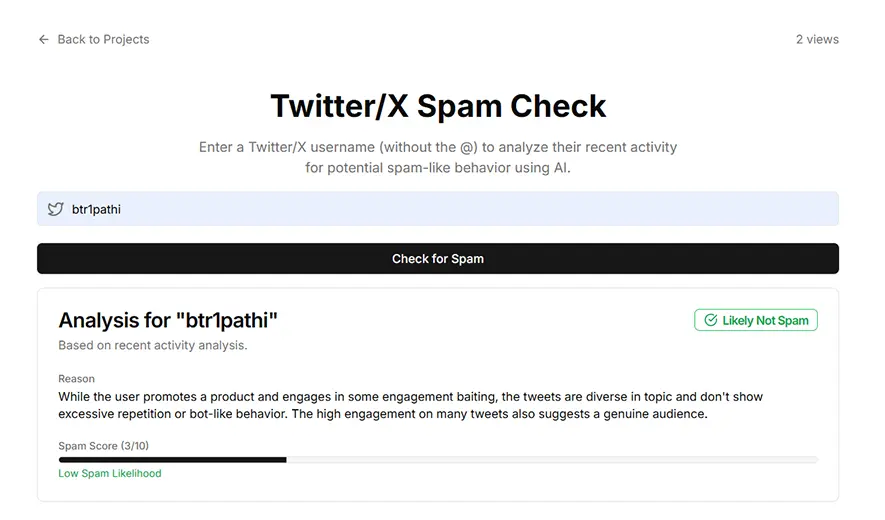 Back to Projects
2 views
Twitter/X Spam Check
Enter a Twitter/X username (without the @) to analyze their recent activity
for potential spam-like behavior using AI.
btr1pathi
Check for Spam
Analysis for "btr1pathi"
Likely Not Spam
Based on recent activity analysis.
Reason
While the user promotes a product and engages in some engagement baiting, the tweets are diverse in topic and don't show
excessive repetition or bot-like behavior. The high engagement on many tweets also suggests a genuine audience.
Spam Score (3/10)
Low Spam Likelihood